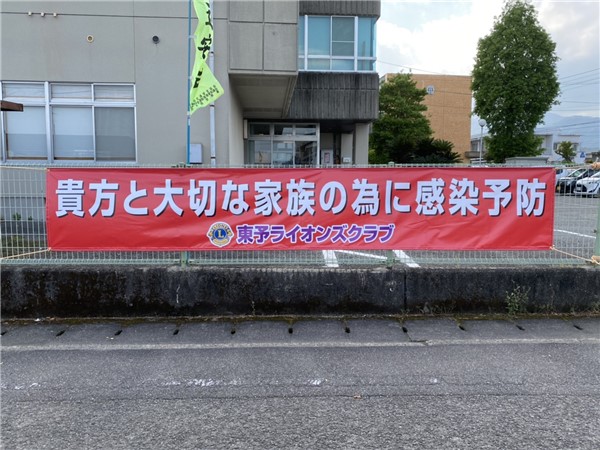 貴方と大切な家族の為に感染予防
東予ライオンズクラブ